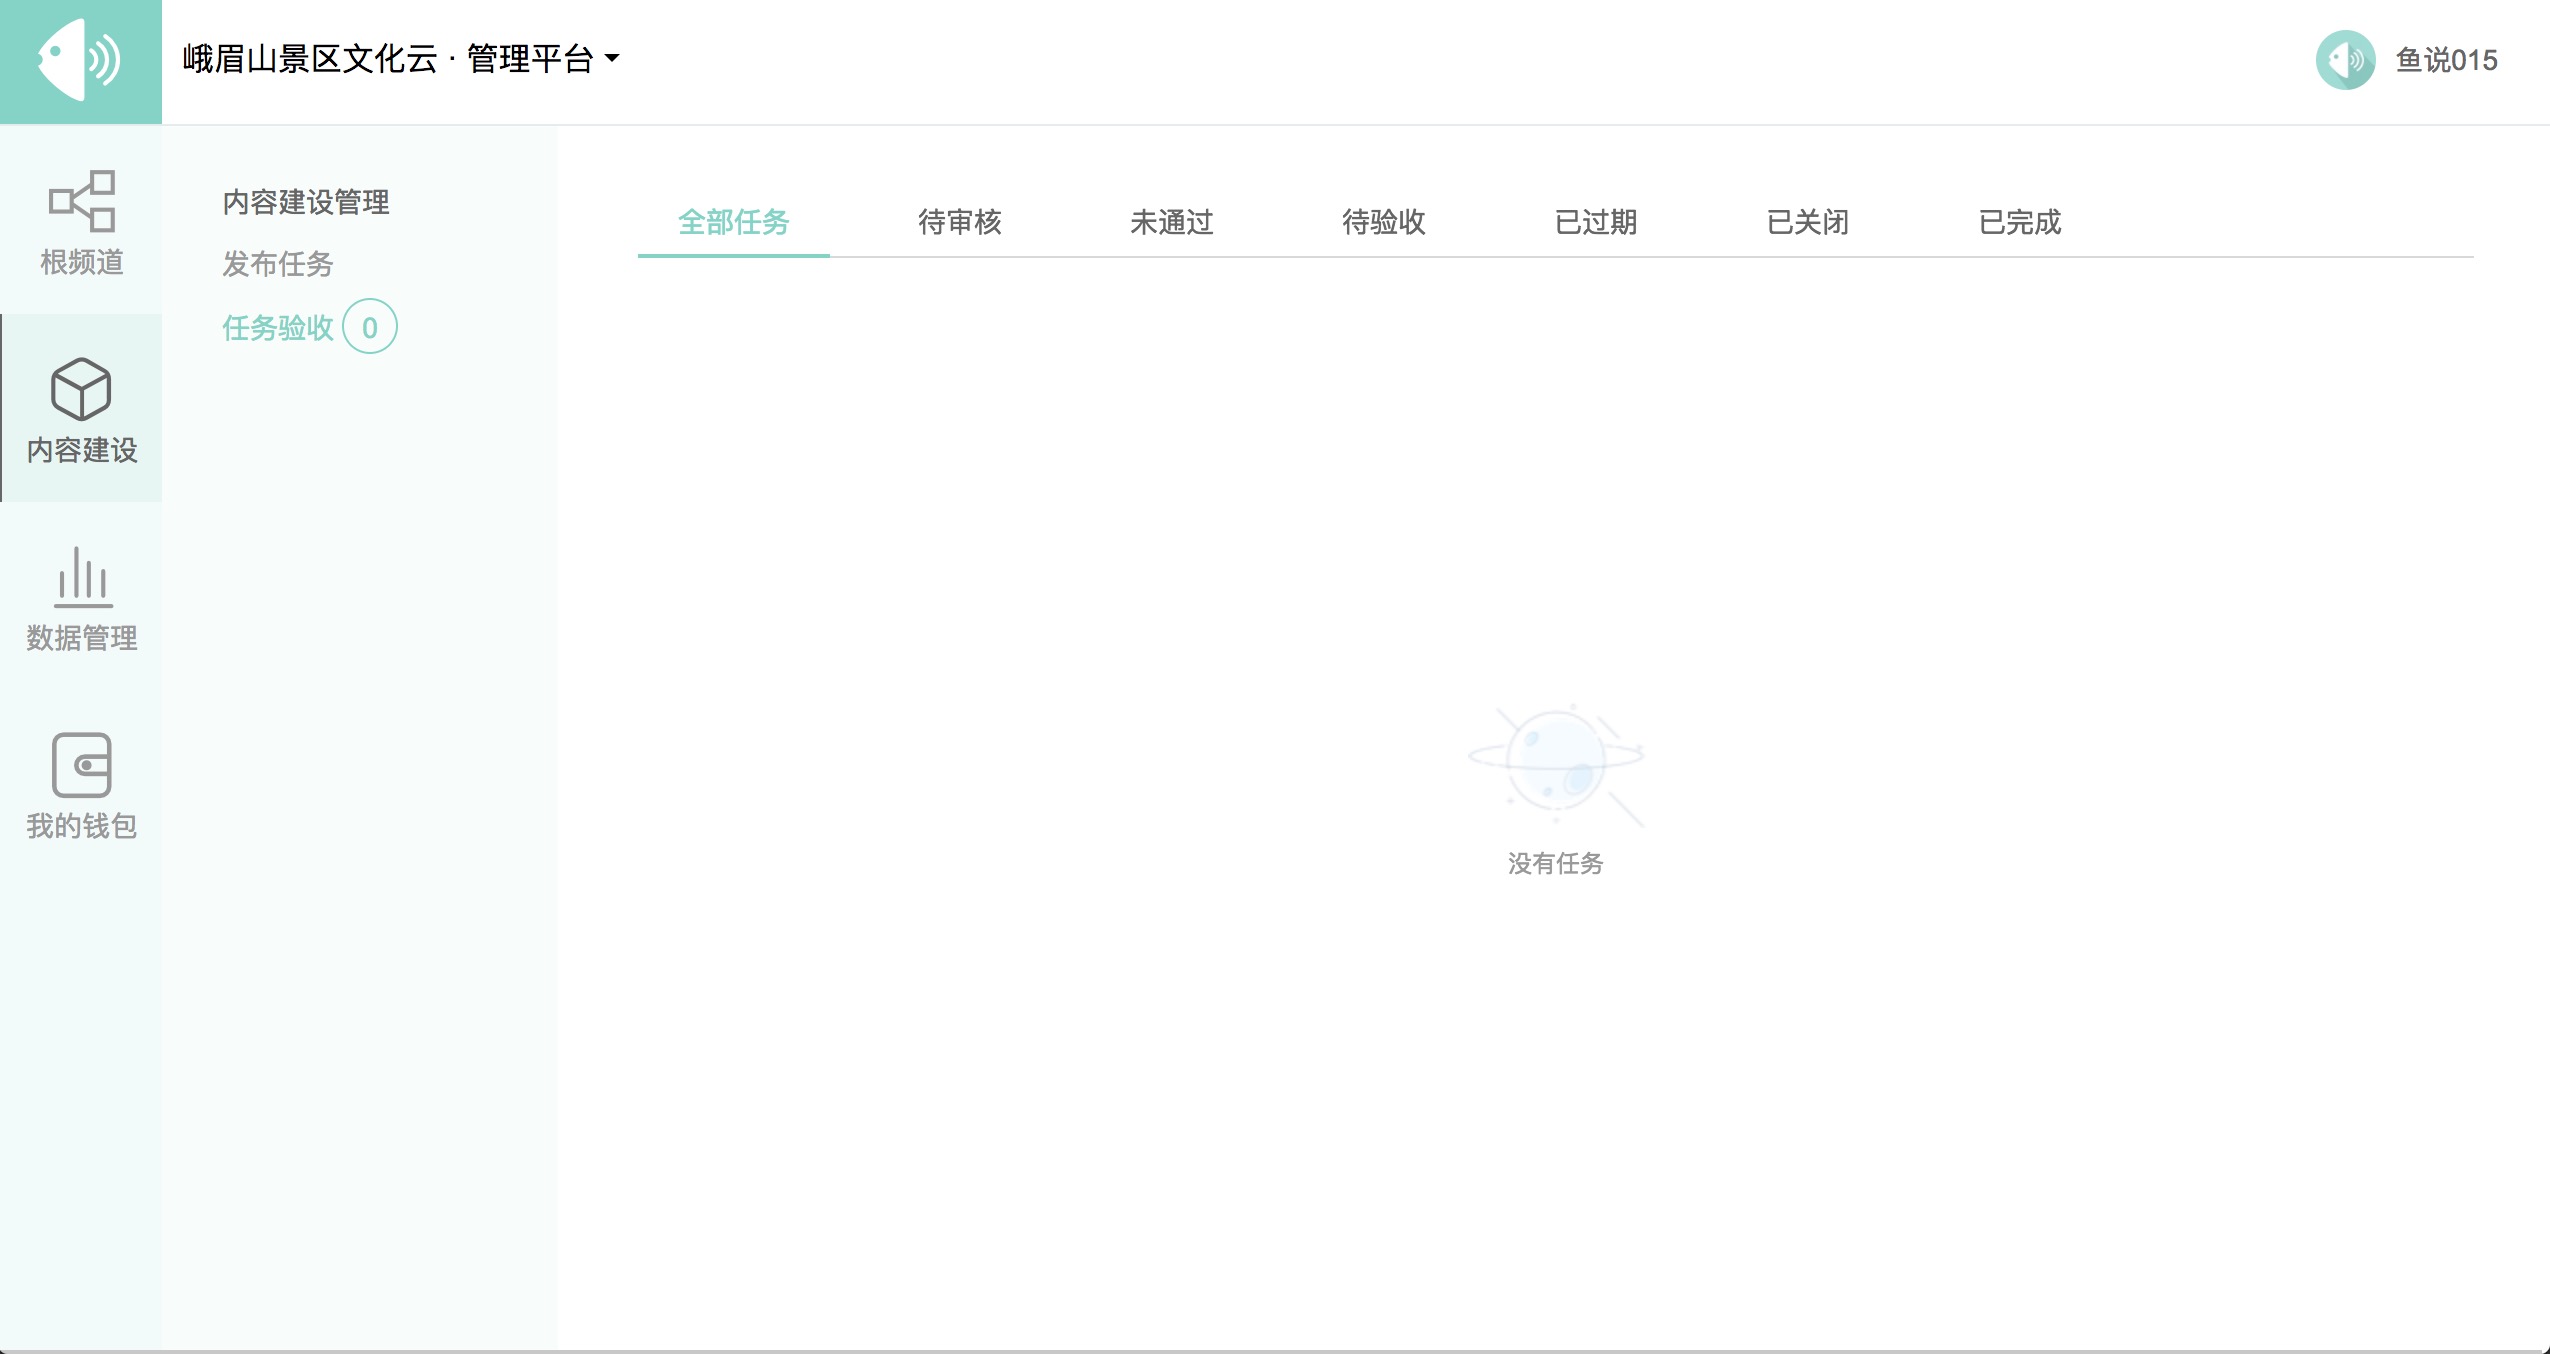 峨眉山景区文化云 · 管理平台
鱼说015
根频道
内容建设
数据管理
我的钱包
内容建设管理
发布任务
任务验收 0
全部任务 待审核 未通过 待验收 已过期 已关闭 已完成
没有任务